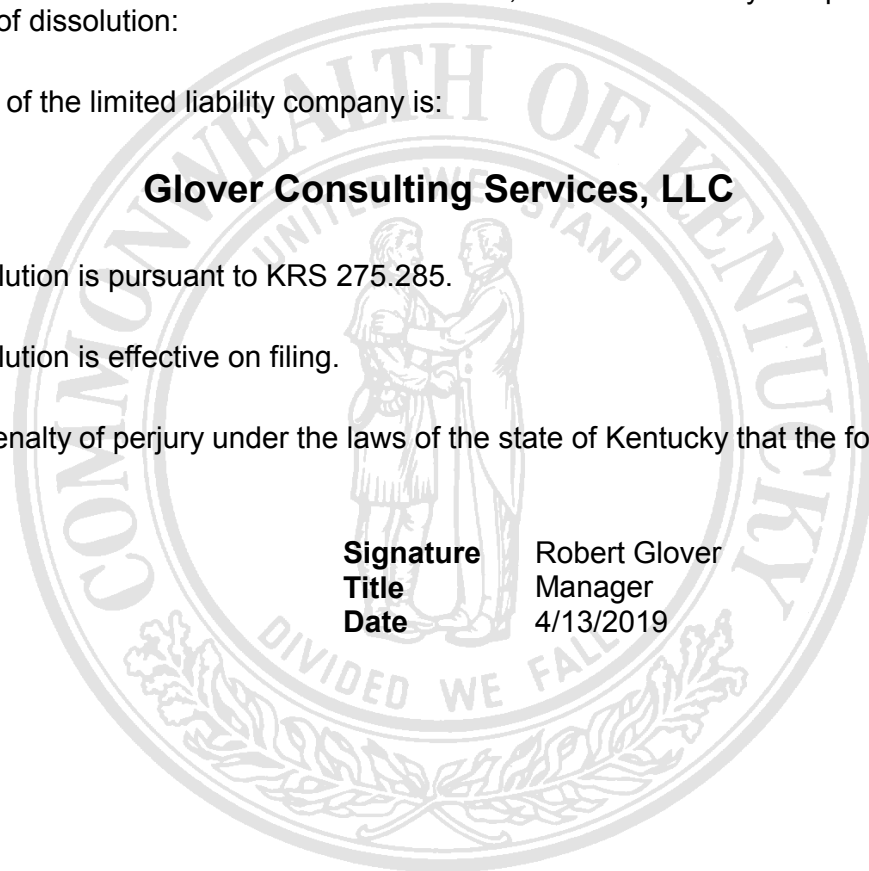 of dissolution:
of the limited liability company is:
Glover Consulting Services, LLC
lution is pursuant to KRS 275.285.
lution is effective on filing.
enalty of perjury under the laws of the state of Kentucky that the fo
Signature Robert Glover
Title Manager
Date 4/13/2019
COMMONWEALTH OF KENTUCKY
UNITED WE STAND
DIVIDED WE FALL